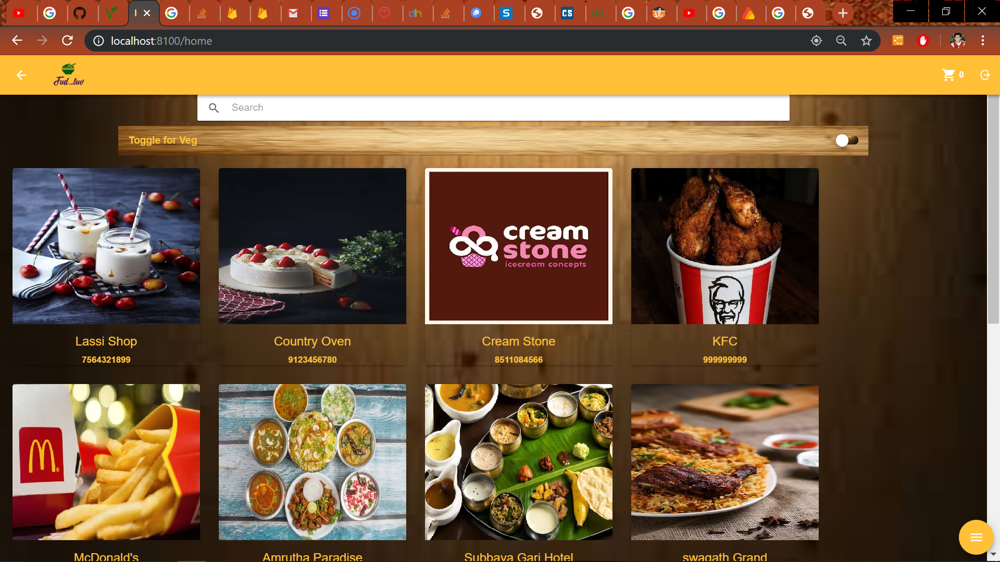 localhost:8100/home
Fud_luv
0
Search
Toggle for Veg
cream
stone
icecream concepts
Lassi Shop
7564321899
Country Oven
9123456780
Cream Stone
8511084566
KFC
999999999
McDonald's
Amrutha Paradise
Subbaya Gari Hotel
swagath Grand